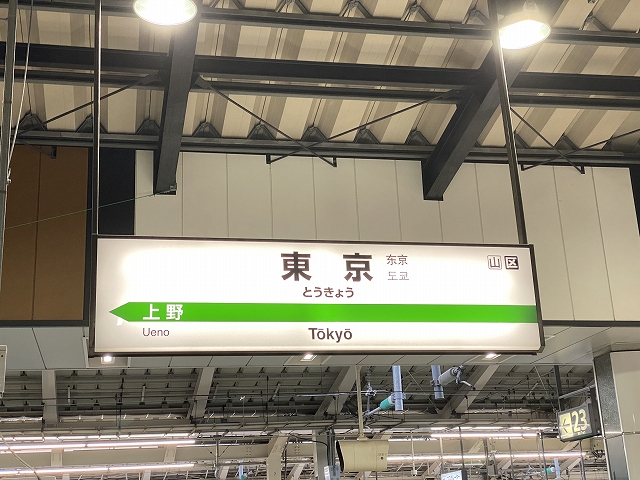 東京
东京
도쿄
山区
とうきょう
上野
Ueno
Tōkyō
23